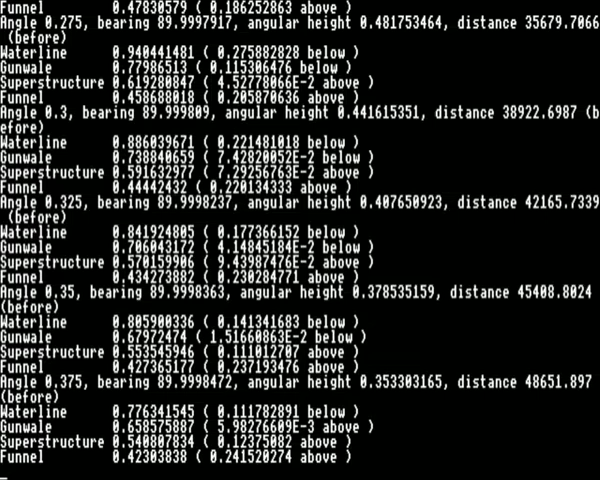 Funnel 0.47830579 ( 0.186252863 above )
Angle 0.275, bearing 89.9997917, angular height 0.481753464, distance 35679.7066
(before)
Waterline 0.940441481 ( 0.275882828 below )
Gunwale 0.77986513 ( 0.115306476 below )
Superstructure 0.619280847 ( 4.52778066E-2 above )
Funnel 0.458688018 ( 0.205870636 above )
Angle 0.3, bearing 89.999809, angular height 0.441615351, distance 38922.6987 (b
efore)
Waterline 0.886039671 ( 0.221481018 below )
Gunwale 0.738840659 ( 7.42820052E-2 below )
Superstructure 0.591632977 ( 7.29256763E-2 above )
Funnel 0.44442432 ( 0.220134333 above )
Angle 0.325, bearing 89.9998237, angular height 0.407650923, distance 42165.7339
(before)
Waterline 0.841924805 ( 0.177366152 below )
Gunwale 0.706043172 ( 4.14845184E-2 below )
Superstructure 0.570159906 ( 9.43987476E-2 above )
Funnel 0.434273882 ( 0.230284771 above )
Angle 0.35, bearing 89.9998363, angular height 0.378535159, distance 45408.8024
(before)
Waterline 0.805900336 ( 0.141341683 below )
Gunwale 0.67972474 ( 1.51660863E-2 below )
Superstructure 0.553545946 ( 0.111012707 above )
Funnel 0.427365177 ( 0.237193476 above )
Angle 0.375, bearing 89.9998472, angular height 0.353303165, distance 48651.897
(before)
Waterline 0.776341545 ( 0.111782891 below )
Gunwale 0.658575887 ( 5.98276609E-3 above )
Superstructure 0.540807834 ( 0.12375082 above )
Funnel 0.42303838 ( 0.241520274 above )